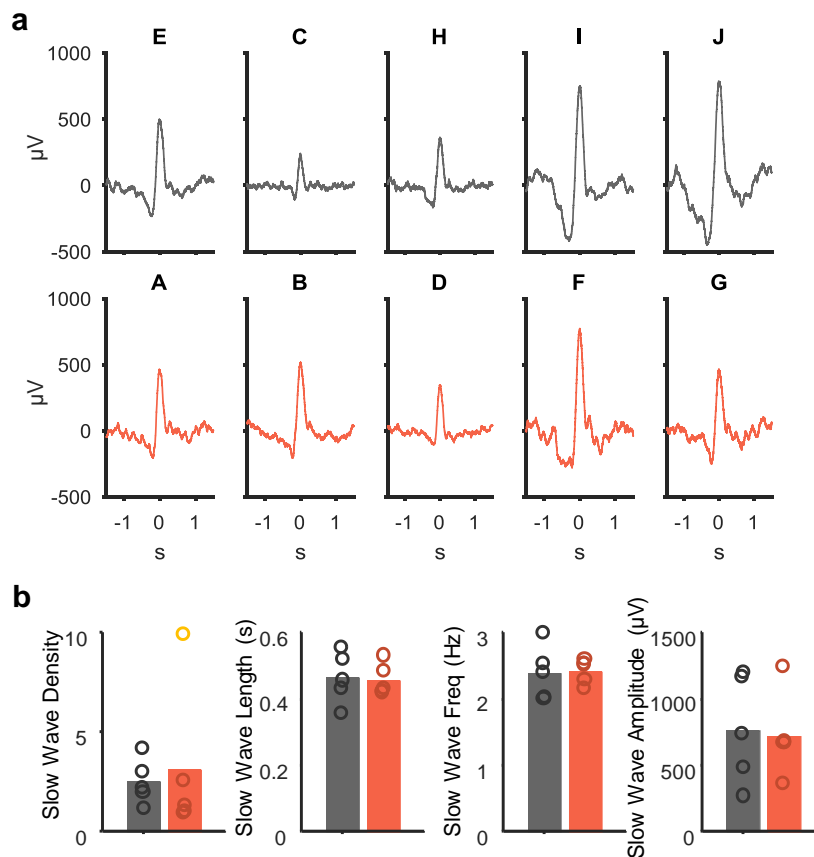 a
E C H I J
1000
500
0
-500
µV
A B D F G
1000
500
0
-500
µV
-1 0 1 -1 0 1 -1 0 1 -1 0 1 -1 0 1
s s s s s
b
Slow Wave Density
10
5
0
Slow Wave Length (s)
0.6
0.4
0.2
0
Slow Wave Freq (Hz)
3
2
1
0
Slow Wave Amplitude (µV)
1500
1000
500
0